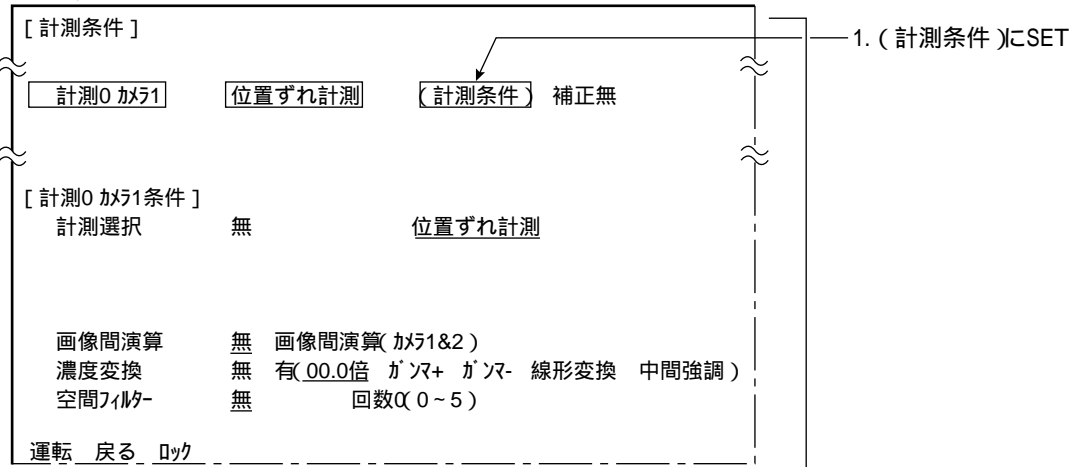 [ 計測条件 ]
1. ( 計測条件 )にSET
計測0 ｶﾒﾗ1 位置ずれ計測 ( 計測条件 ) 補正無
[ 計測0 ｶﾒﾗ1条件 ]
計測選択 無 位置ずれ計測
画像間演算 無 画像間演算( ｶﾒﾗ1&2 )
濃度変換 無 有( 00.0倍 ｶﾞﾝﾏ+ ｶﾞﾝﾏ- 線形変換 中間強調 )
空間ﾌｨﾙﾀｰ 無 回数0( 0 ~ 5 )
運転 戻る ﾛｯｸ